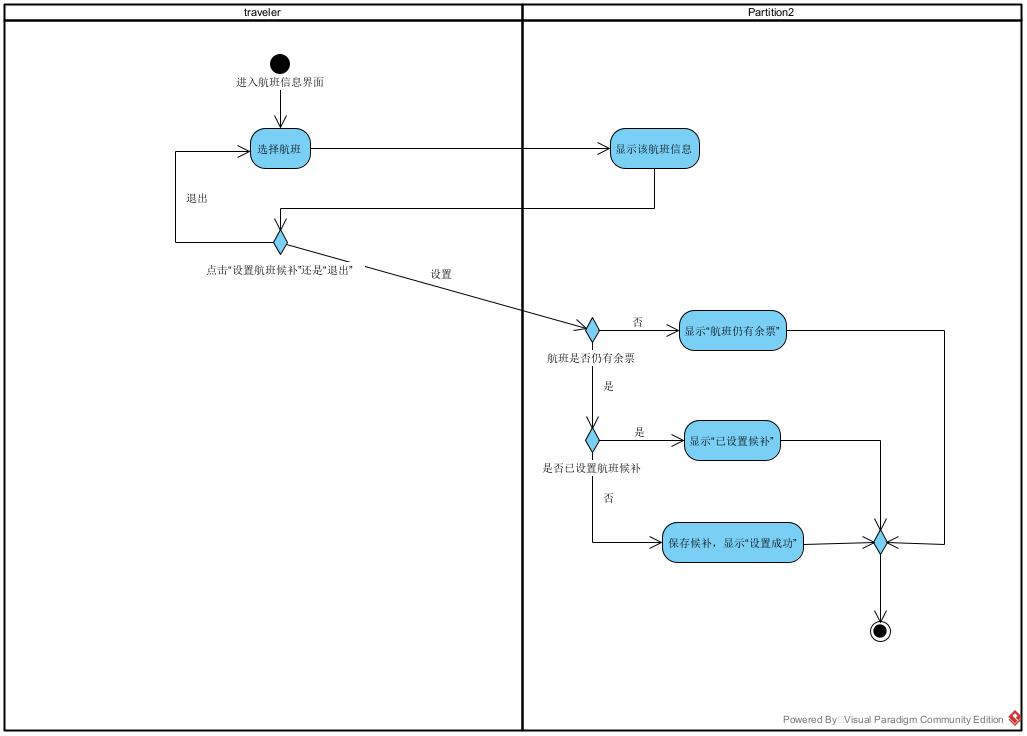 traveler
Partition2
进入航班信息界面
选择航班
显示该航班信息
退出
点击“设置航班候补”还是“退出”
设置
否
显示“航班仍有余票”
航班是否仍有余票
是
是
显示“已设置候补”
是否已设置航班候补
否
保存候补，显示“设置成功”
Powered By Visual Paradigm Community Edition